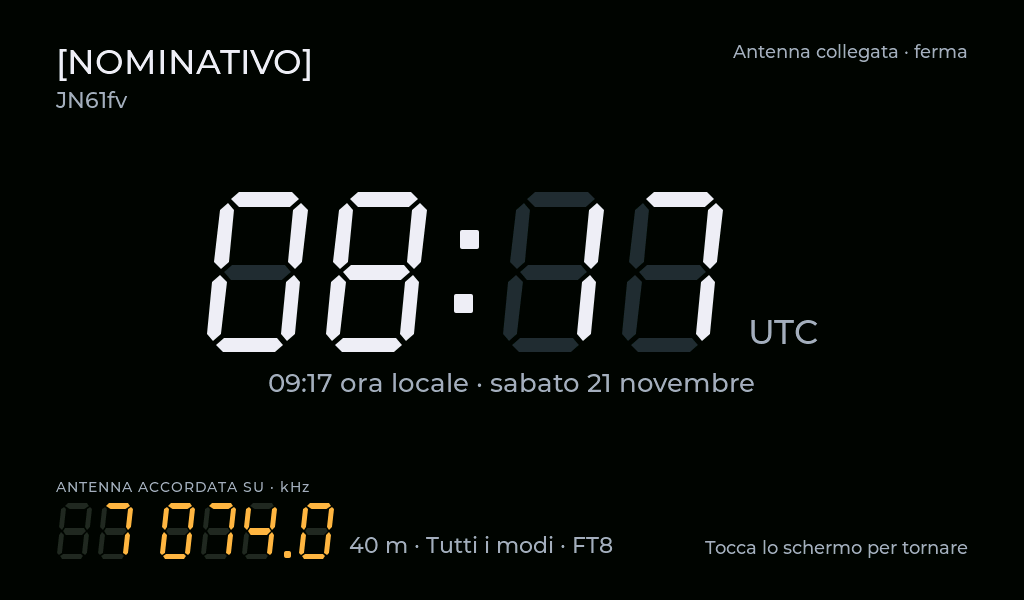 [NOMINATIVO]
JN61fv
Antenna collegata · ferma
08:17 UTC
09:17 ora locale · sabato 21 novembre
ANTENNA ACCORDATA SU · kHz
7 074.0 40 m · Tutti i modi · FT8
Tocca lo schermo per tornare